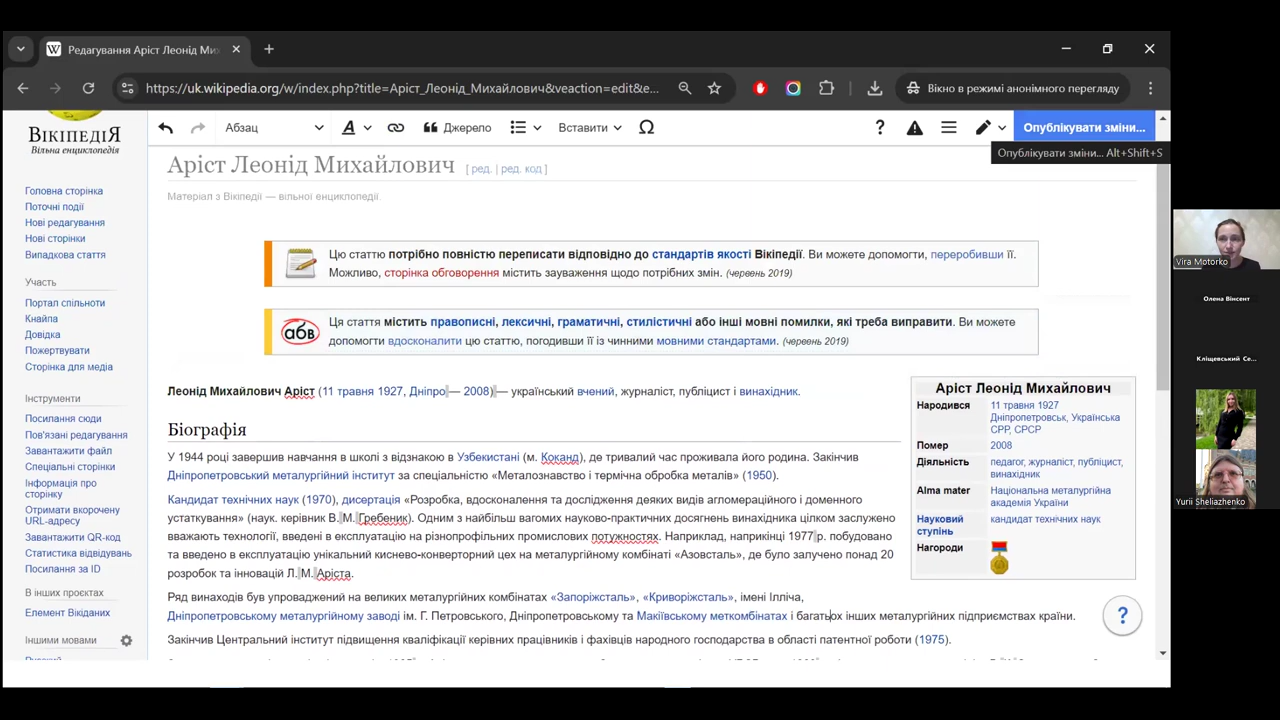 Редагування Аріст Леонід Ми
https://uk.wikipedia.org/w/index.php?title=Аріст_Леонід_Михайлович&veaction=edit&e...
Вікно в режимі анонімного перегляду
ВІКІПЕДІЯ
Вільна енциклопедія
Абзац
Джерело
Вставити
Опублікувати зміни...
Опублікувати зміни... Alt+Shift+S
Головна сторінка
Поточні події
Нові редагування
Нові сторінки
Випадкова стаття
Участь
Портал спільноти
Кнайпа
Довідка
Пожертвувати
Сторінка для медіа
Інструменти
Посилання сюди
Пов'язані редагування
Завантажити файл
Спеціальні сторінки
Інформація про
сторінку
Отримати вкорочену
URL-адресу
Завантажити QR-код
Статистика відвідувань
Посилання за ID
В інших проєктах
Елемент Вікіданих
Іншими мовами
Аріст Леонід Михайлович [ ред. | ред. код ]
Матеріал з Вікіпедії — вільної енциклопедії.
Цю статтю потрібно повністю переписати відповідно до стандартів якості Вікіпедії. Ви можете допомогти, переробивши її.
Можливо, сторінка обговорення містить зауваження щодо потрібних змін. (червень 2019)
абв
Ця стаття містить правописні, лексичні, граматичні, стилістичні або інші мовні помилки, які треба виправити. Ви можете
допомогти вдосконалити цю статтю, погодивши її із чинними мовними стандартами. (червень 2019)
Леонід Михайлович Аріст (11 травня 1927, Дніпро — 2008) — український вчений, журналіст, публіцист і винахідник.
Біографія
У 1944 році завершив навчання в школі з відзнакою в Узбекистані (м. Коканд), де тривалий час проживала його родина. Закінчив
Дніпропетровський металургійний інститут за спеціальністю «Металознавство і термічна обробка металів» (1950).
Кандидат технічних наук (1970), дисертація «Розробка, вдосконалення та дослідження деяких видів агломераційного і доменного
устаткування» (наук. керівник В. М. Гребеник). Одним з найбільш вагомих науково-практичних досягнень винахідника цілком заслужено
вважають технології, введені в експлуатацію на різнопрофільних промислових потужностях. Наприклад, наприкінці 1977 р. побудовано
та введено в експлуатацію унікальний киснево-конверторний цех на металургійному комбінаті «Азовсталь», де було залучено понад 20
розробок та інновацій Л. М. Аріста.
Ряд винаходів був упроваджений на великих металургійних комбінатах «Запоріжсталь», «Криворіжсталь», імені Ілліча,
Дніпропетровському металургійному заводі ім. Г. Петровського, Дніпропетровському та Макіївському меткомбінатах і багатьох інших металургійних підприємствах країни.
Закінчив Центральний інститут підвищення кваліфікації керівних працівників і фахівців народного господарства в області патентної роботи (1975).
Аріст Леонід Михайлович
Народився 11 травня 1927
Дніпропетровськ, Українська
СРР, СРСР
Помер 2008
Діяльність педагог, журналіст, публіцист,
винахідник
Alma mater Національна металургійна
академія України
Науковий ступінь кандидат технічних наук
Нагороди
Vira Motorko
Олена Вінсент
Кліщевський Се...
Yurii Sheliazhenko